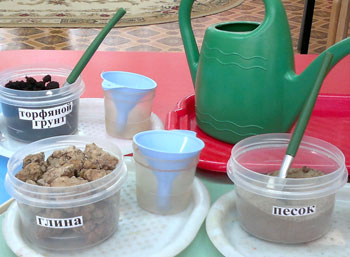 торфяной
грунт
глина
песок